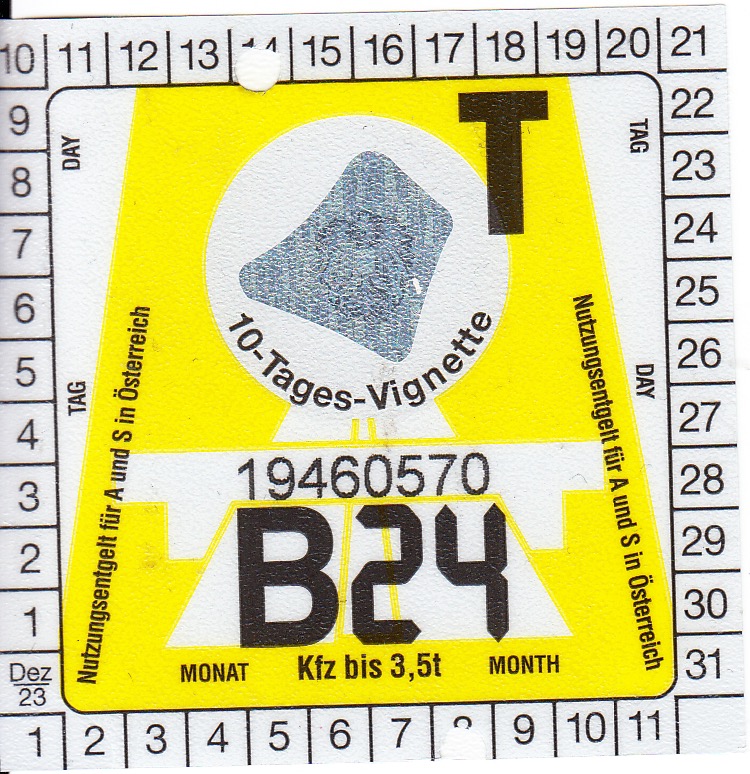 10 11 12 13 14 15 16 17 18 19 20 21
9 22
8 23
7 24
6 25
5 26
4 27
3 28
2 29
1 30
Dez 23 31
1 2 3 4 5 6 7 8 9 10 11
DAY
TAG
T
10-Tages-Vignette
TAG
DAY
Nutzungsentgelt für A und S in Österreich
Nutzungsentgelt für A und S in Österreich
19460570
B24
MONAT Kfz bis 3,5t MONTH